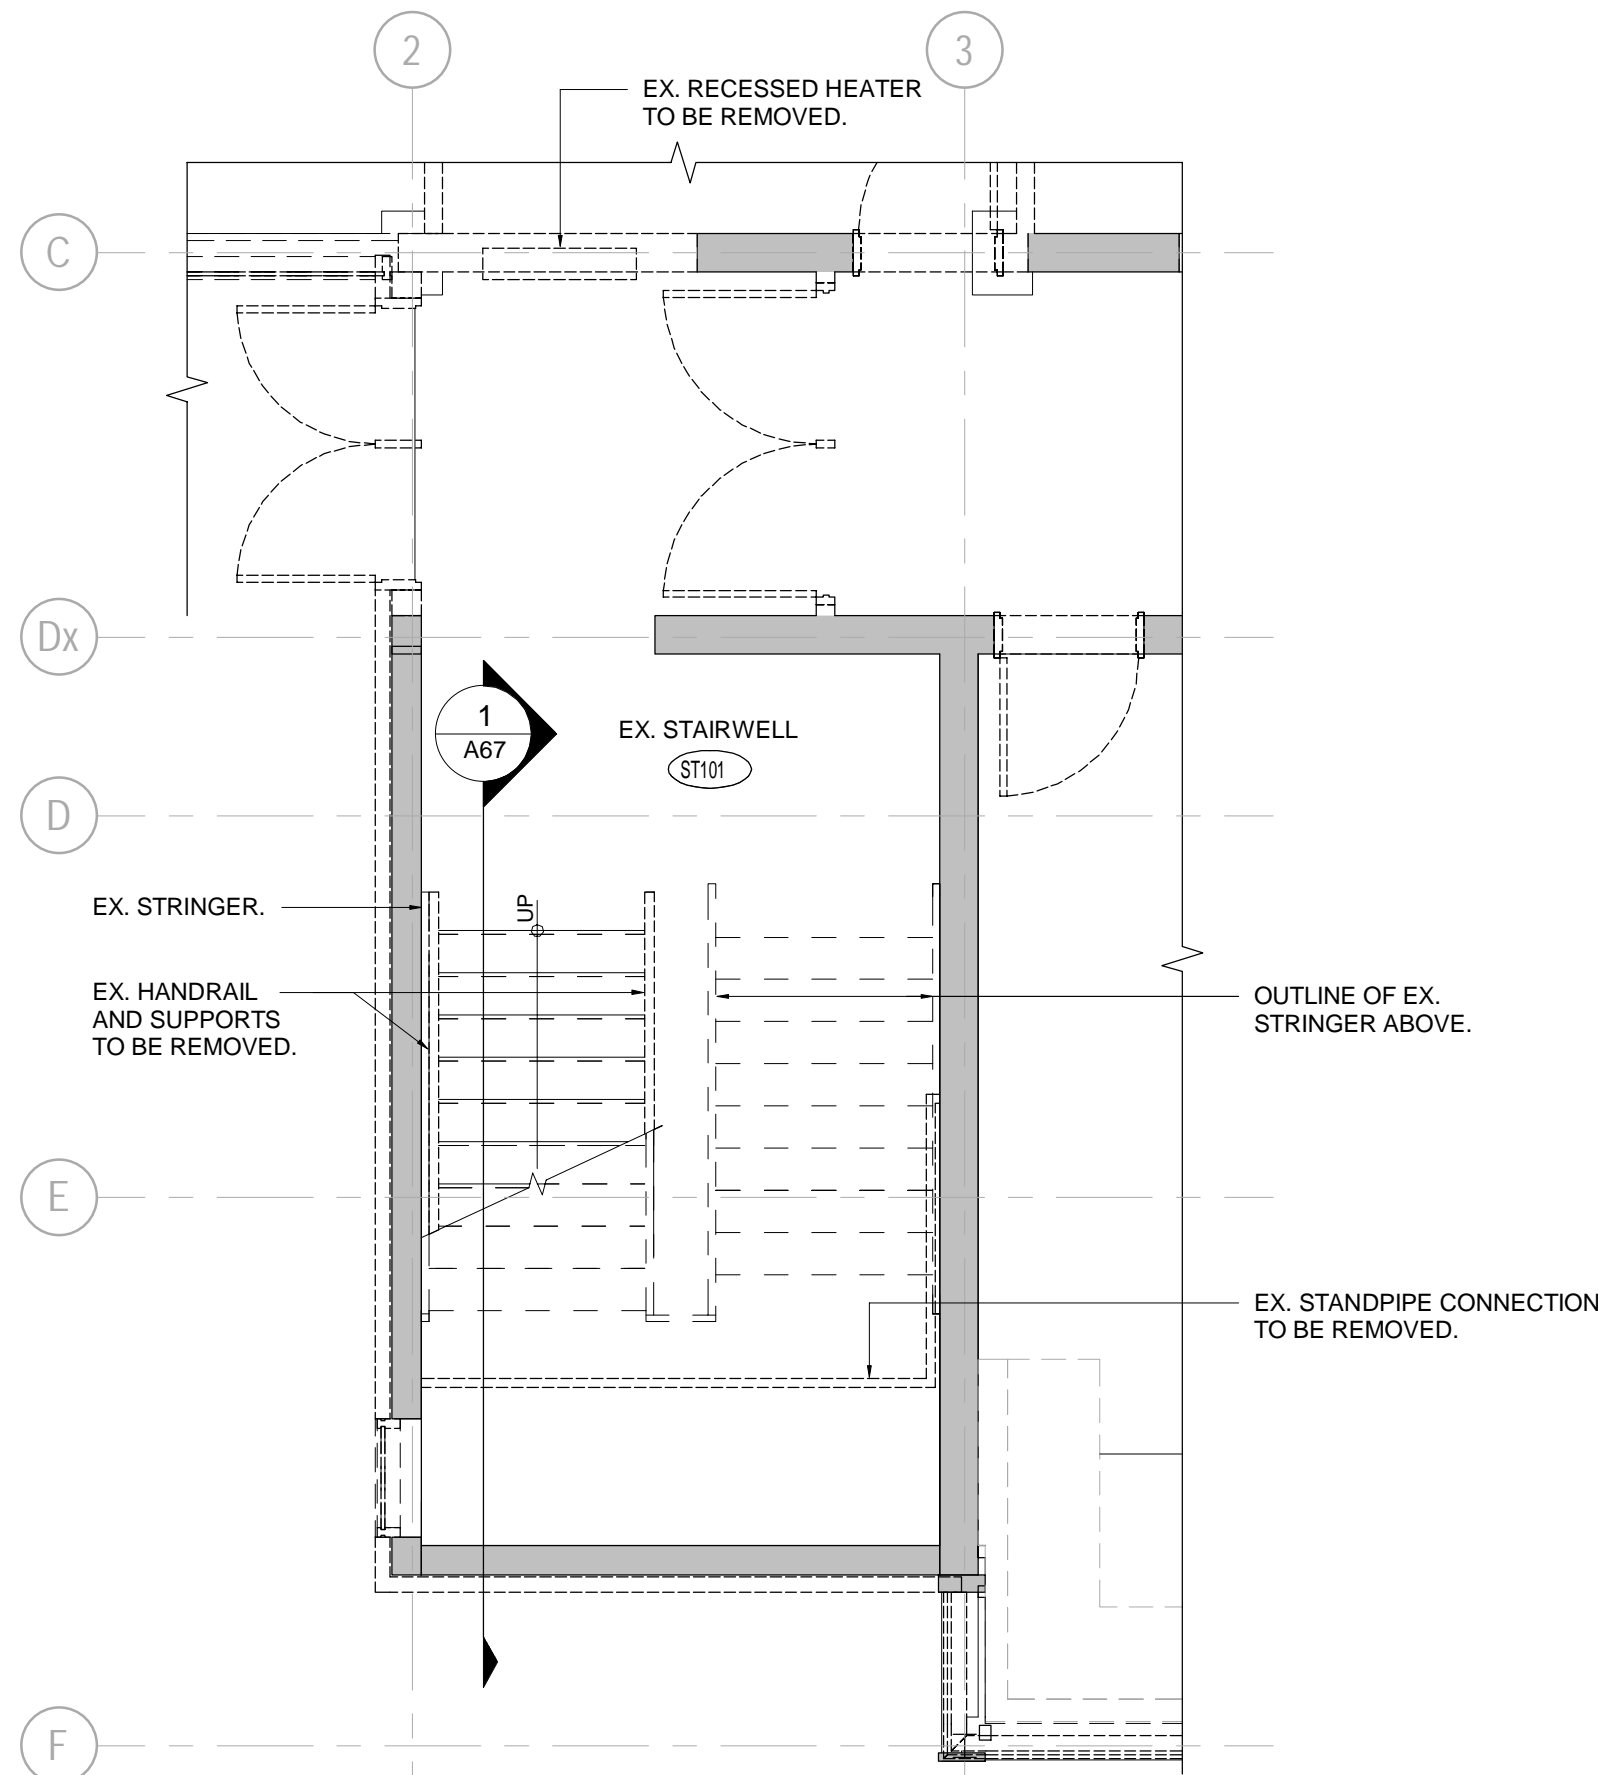 2
3
EX. RECESSED HEATER
TO BE REMOVED.
C
Dx
1
A67
EX. STAIRWELL
ST101
D
EX. STRINGER.
UP
EX. HANDRAIL
AND SUPPORTS
TO BE REMOVED.
OUTLINE OF EX.
STRINGER ABOVE.
E
EX. STANDPIPE CONNECTION
TO BE REMOVED.
F